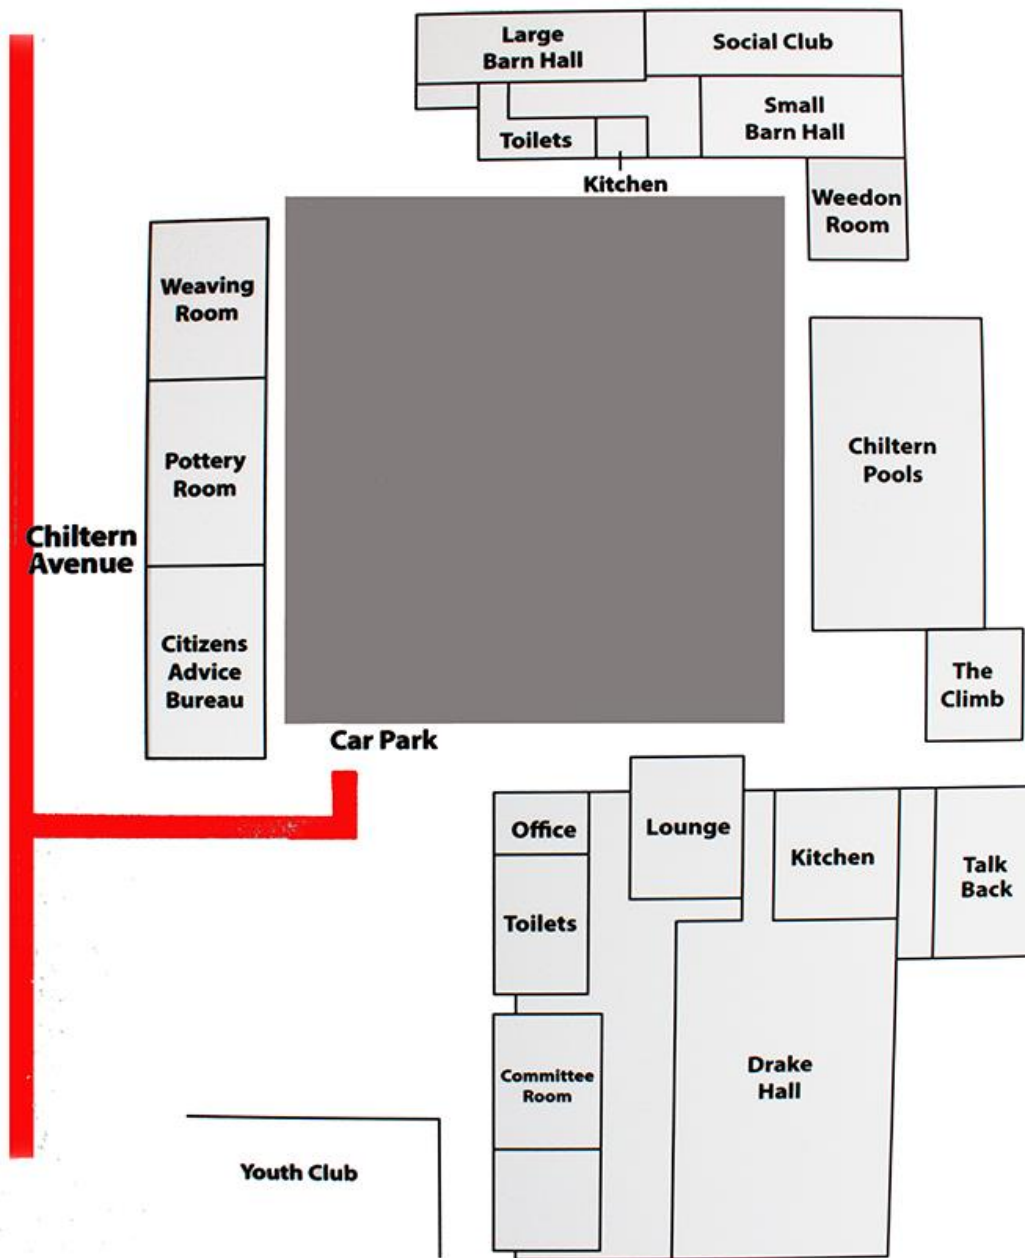 Large
Barn Hall
Social Club
Small
Barn Hall
Toilets
Kitchen
Weedon
Room
Weaving
Room
Pottery
Room
Chiltern
Avenue
Citizens
Advice
Bureau
Chiltern
Pools
The
Climb
Car Park
Office
Lounge
Kitchen
Talk
Back
Toilets
Committee
Room
Drake
Hall
Youth Club